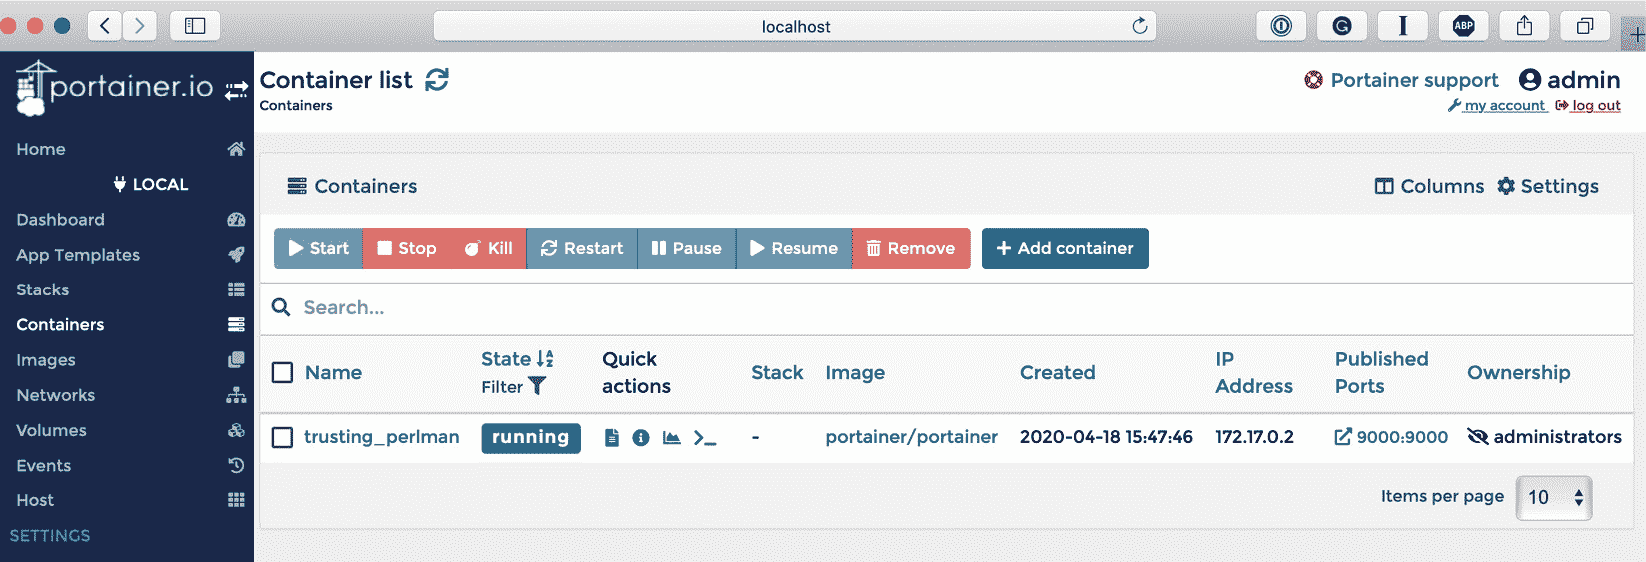 localhost
ABP
portainer.io
Container list
Portainer support
admin
Containers
my account
log out
Home
LOCAL
Dashboard
App Templates
Stacks
Containers
Images
Networks
Volumes
Events
Host
SETTINGS
Containers
Columns
Settings
Start
Stop
Kill
Restart
Pause
Resume
Remove
Add container
Search...
Name
State
Filter
Quick
actions
Stack
Image
Created
IP
Address
Published
Ports
Ownership
trusting_perlman
running
-
portainer/portainer
2020-04-18 15:47:46
172.17.0.2
9000:9000
administrators
Items per page
10